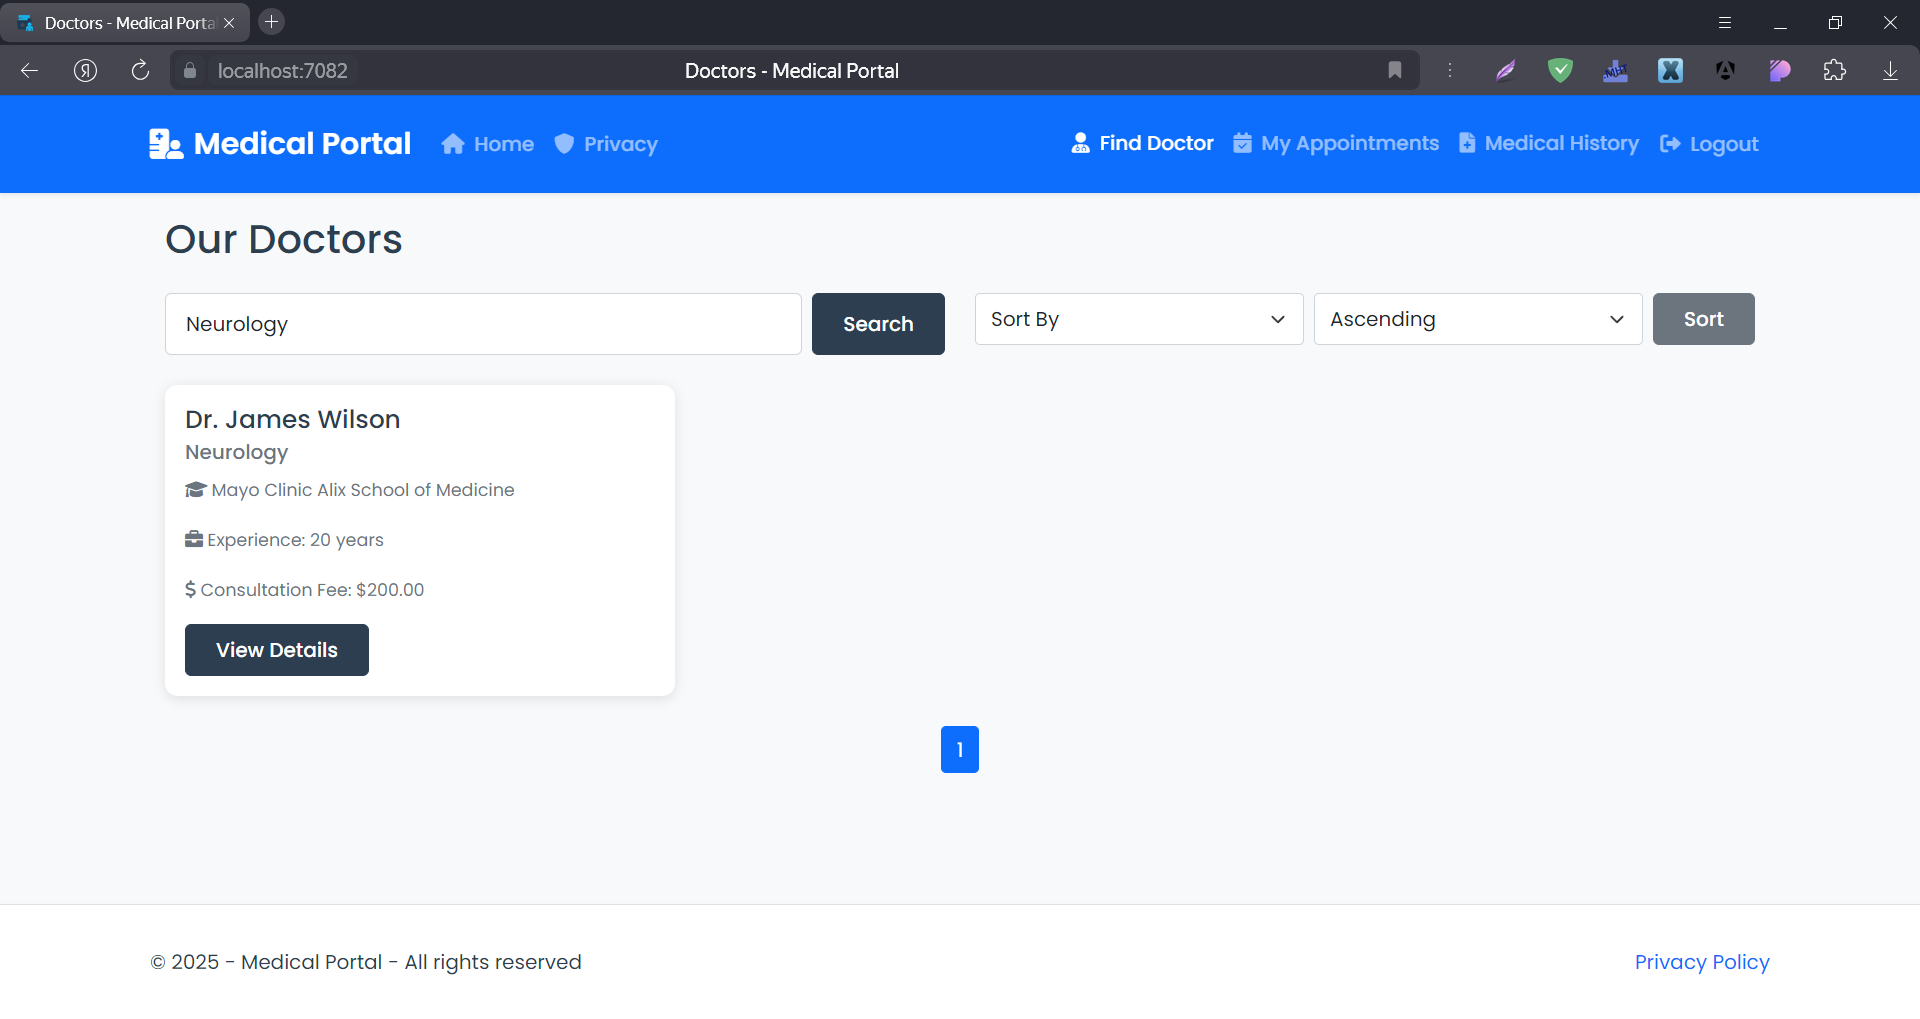 Doctors - Medical Porta
localhost:7082
Doctors - Medical Portal
Medical Portal
Home
Privacy
Find Doctor
My Appointments
Medical History
Logout
Our Doctors
Neurology
Search
Sort By
Ascending
Sort
Dr. James Wilson
Neurology
Mayo Clinic Alix School of Medicine
Experience: 20 years
$ Consultation Fee: $200.00
View Details
1
© 2025 - Medical Portal - All rights reserved
Privacy Policy